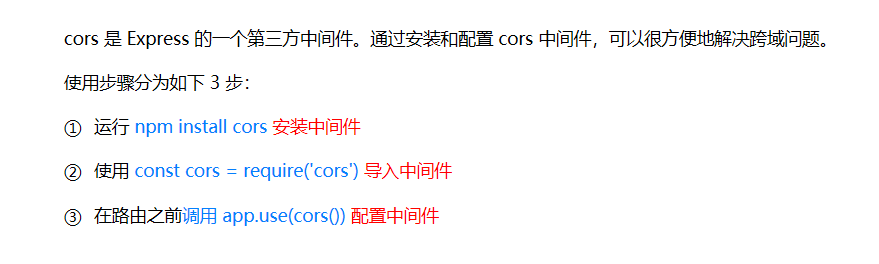 cors 是 Express 的一个第三方中间件。通过安装和配置 cors 中间件，可以很方便地解决跨域问题。
使用步骤分为如下 3 步：
① 运行 npm install cors 安装中间件
② 使用 const cors = require('cors') 导入中间件
③ 在路由之前调用 app.use(cors()) 配置中间件